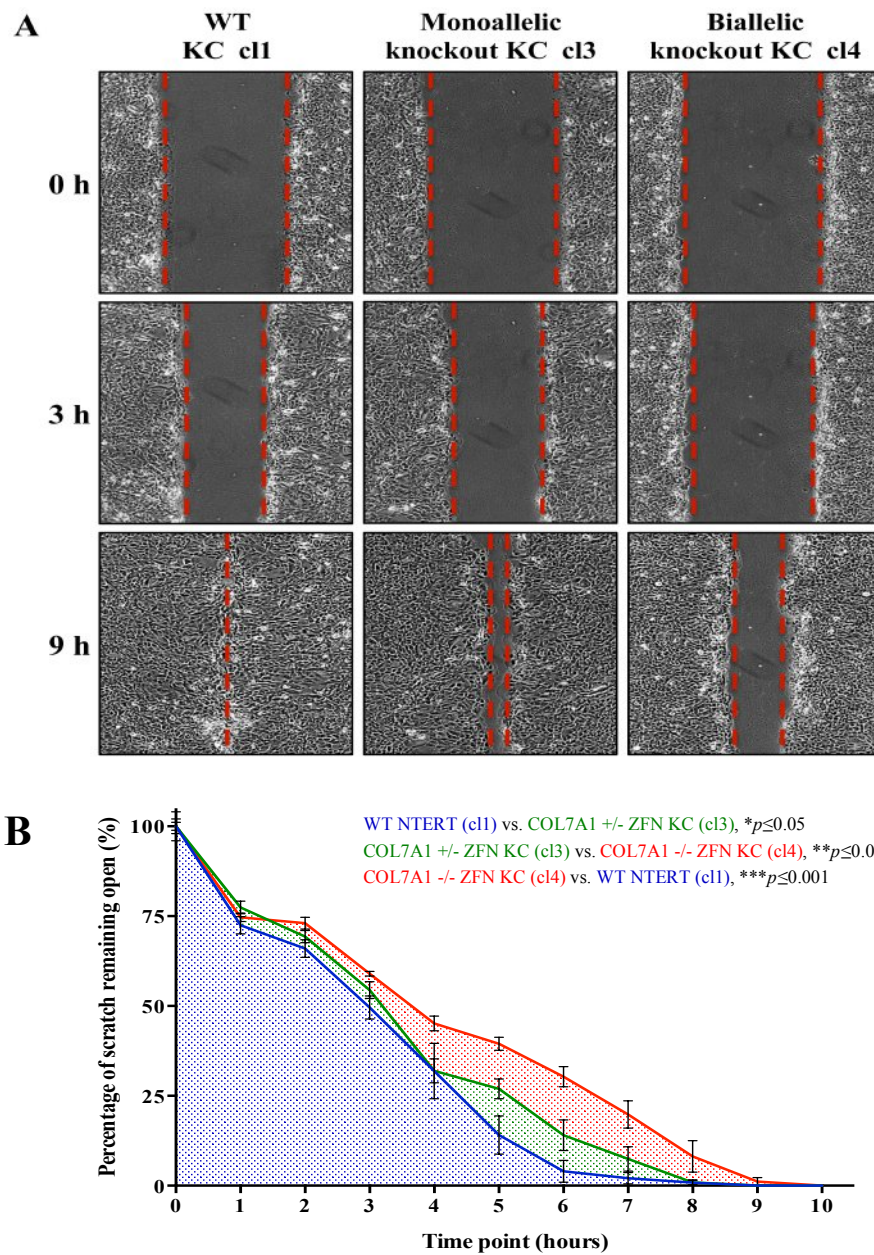 A
WT
KC cl1
Monoallelic
knockout KC cl3
Biallelic
knockout KC cl4
0 h
3 h
9 h
B
WT NTERT (cl1) vs. COL7A1 +/- ZFN KC (cl3), *p≤0.05
COL7A1 +/- ZFN KC (cl3) vs. COL7A1 -/- ZFN KC (cl4), **p≤0.0
COL7A1 -/- ZFN KC (cl4) vs. WT NTERT (cl1), ***p≤0.001
Percentage of scratch remaining open (%)
100
75
50
25
0
0 1 2 3 4 5 6 7 8 9 10
Time point (hours)